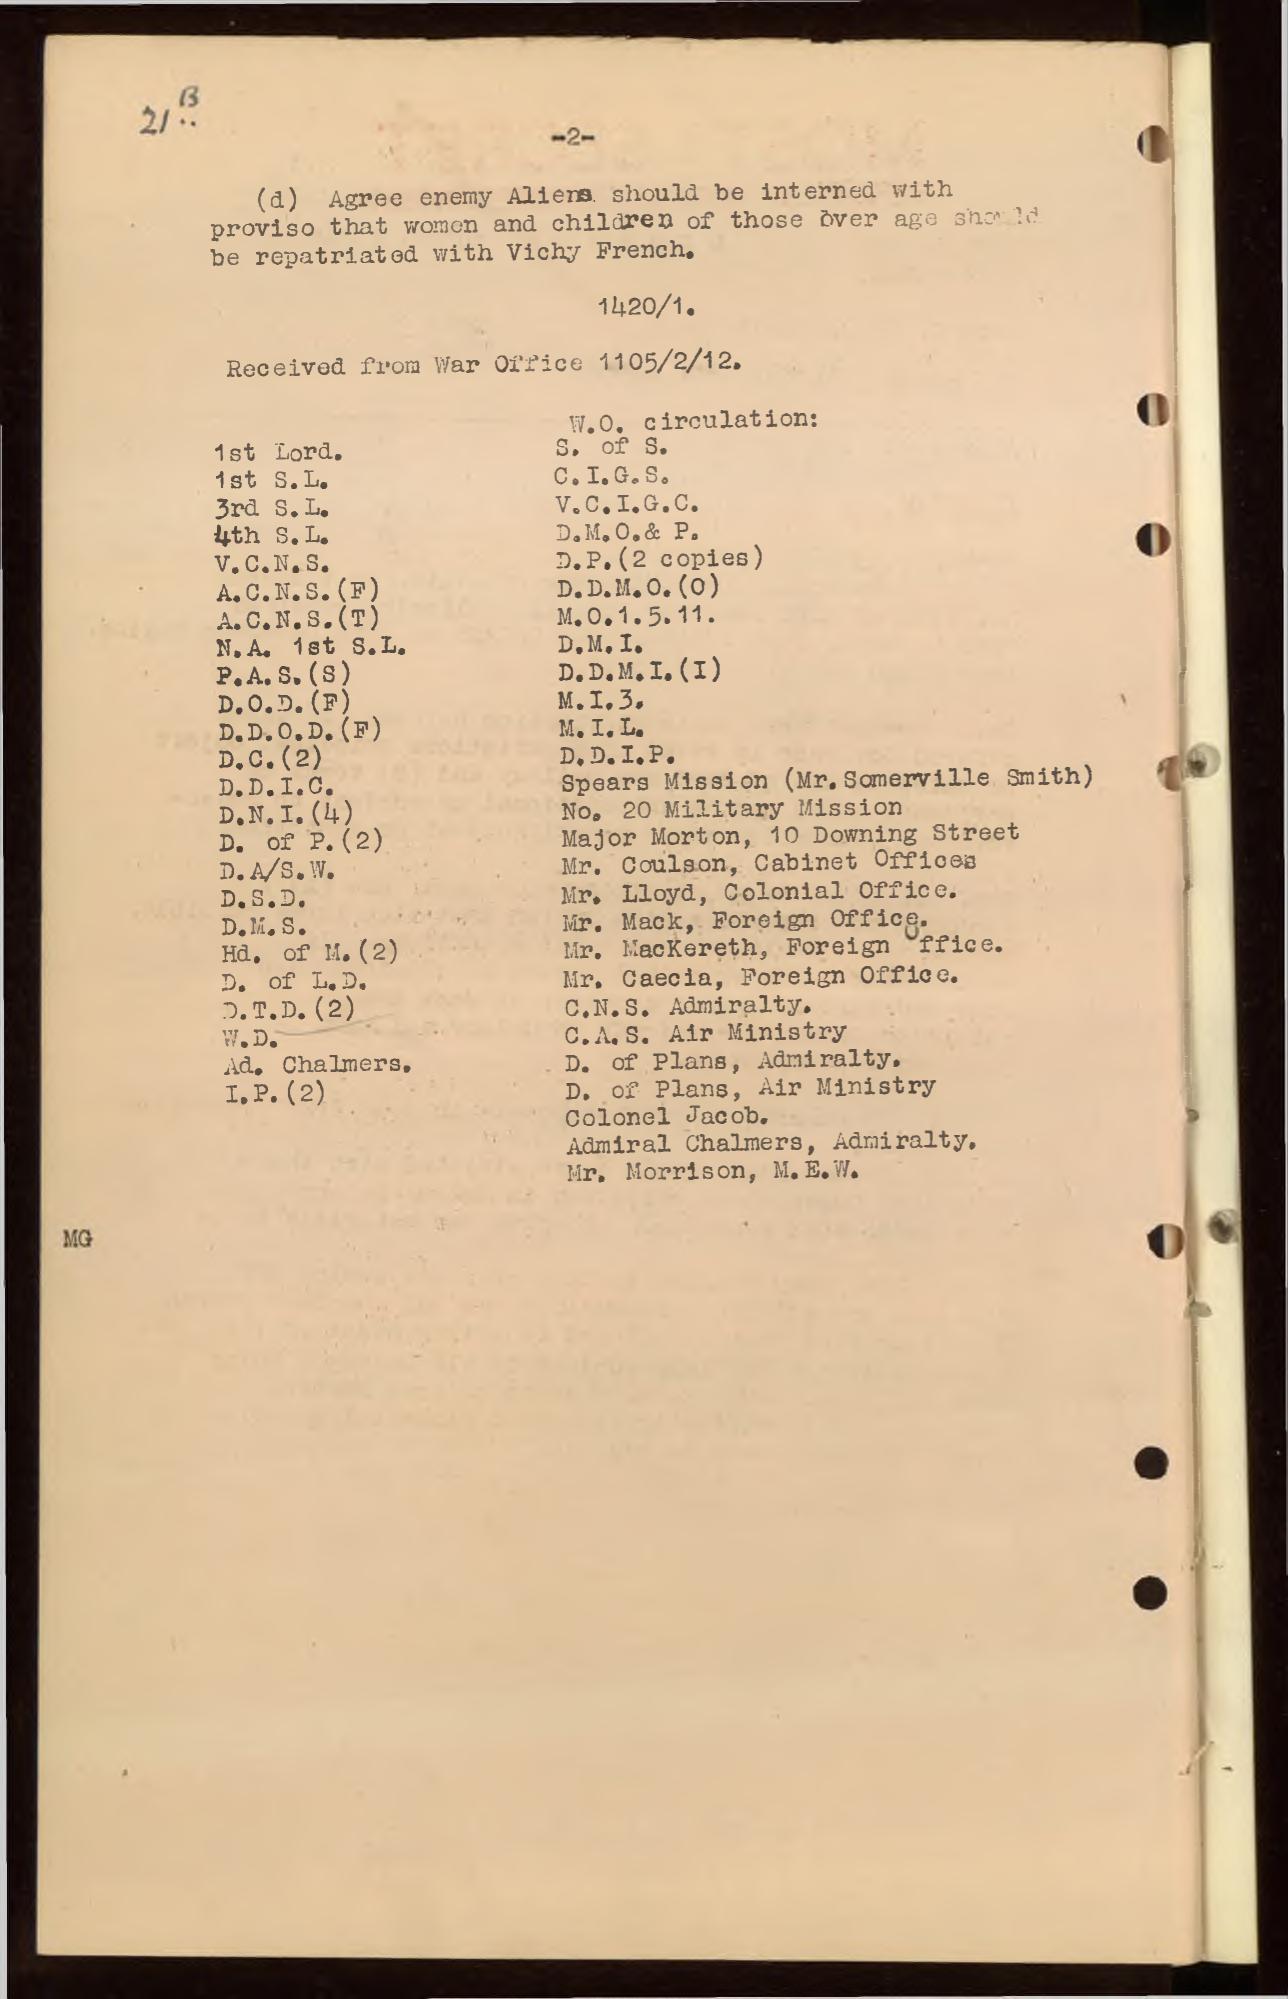 21 B
-2-
(d) Agree enemy Aliens should be interned with
proviso that women and children of those over age should
be repatriated with Vichy French.
1420/1.
Received from War Office 1105/2/12.
1st Lord.
1st S.L.
3rd S.L.
4th S.L.
V.C.N.S.
A.C.N.S.(F)
A.C.N.S.(T)
N.A. 1st S.L.
P.A.S.(S)
D.O.D.(F)
D.D.O.D.(F)
D.C.(2)
D.D.I.C.
D.N.I.(4)
D. of P.(2)
D.A/S.W.
D.S.D.
D.M.S.
Hd. of M.(2)
D. of L.D.
D.T.D.(2)
W.D.
Ad. Chalmers.
I.P.(2)
W.O. circulation:
S. of S.
C.I.G.S.
V.C.I.G.C.
D.M.O.& P.
D.P.(2 copies)
D.D.M.O.(O)
M.O.1.5.11.
D.M.I.
D.D.M.I.(I)
M.I.3.
M.I.L.
D.D.I.P.
Spears Mission (Mr.Somerville Smith)
No. 20 Military Mission
Major Morton, 10 Downing Street
Mr. Coulson, Cabinet Offices
Mr. Lloyd, Colonial Office.
Mr. Mack, Foreign Office.
Mr. MacKereth, Foreign Office.
Mr. Caecia, Foreign Office.
C.N.S. Admiralty.
C.A.S. Air Ministry
D. of Plans, Admiralty.
D. of Plans, Air Ministry
Colonel Jacob.
Admiral Chalmers, Admiralty.
Mr. Morrison, M.E.W.
MG